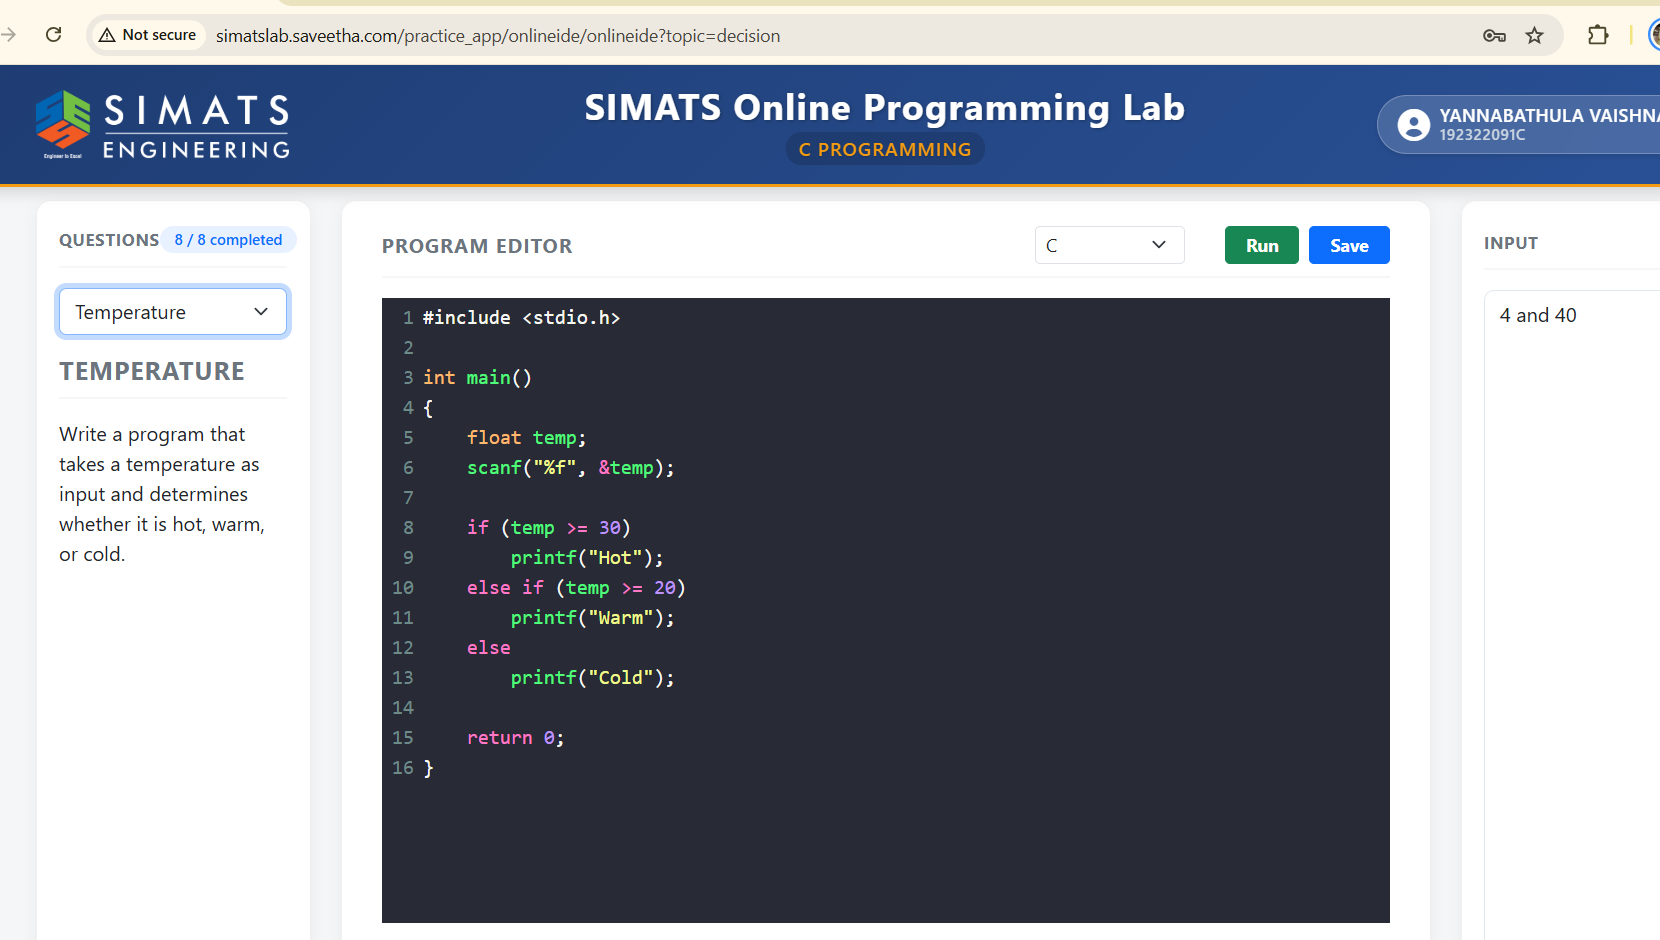 Not secure
simatslab.saveetha.com/practice_app/onlineide/onlineide?topic=decision
SIMATS
ENGINEERING
Engineer to Excel
SIMATS Online Programming Lab
C PROGRAMMING
YANNABATHULA VAISHNA
192322091C
QUESTIONS 8 / 8 completed
Temperature
TEMPERATURE
Write a program that
takes a temperature as
input and determines
whether it is hot, warm,
or cold.
PROGRAM EDITOR
C
Run
Save
1 #include <stdio.h>
2
3 int main()
4 {
5     float temp;
6     scanf("%f", &temp);
7
8     if (temp >= 30)
9         printf("Hot");
10     else if (temp >= 20)
11         printf("Warm");
12     else
13         printf("Cold");
14
15     return 0;
16 }
INPUT
4 and 40